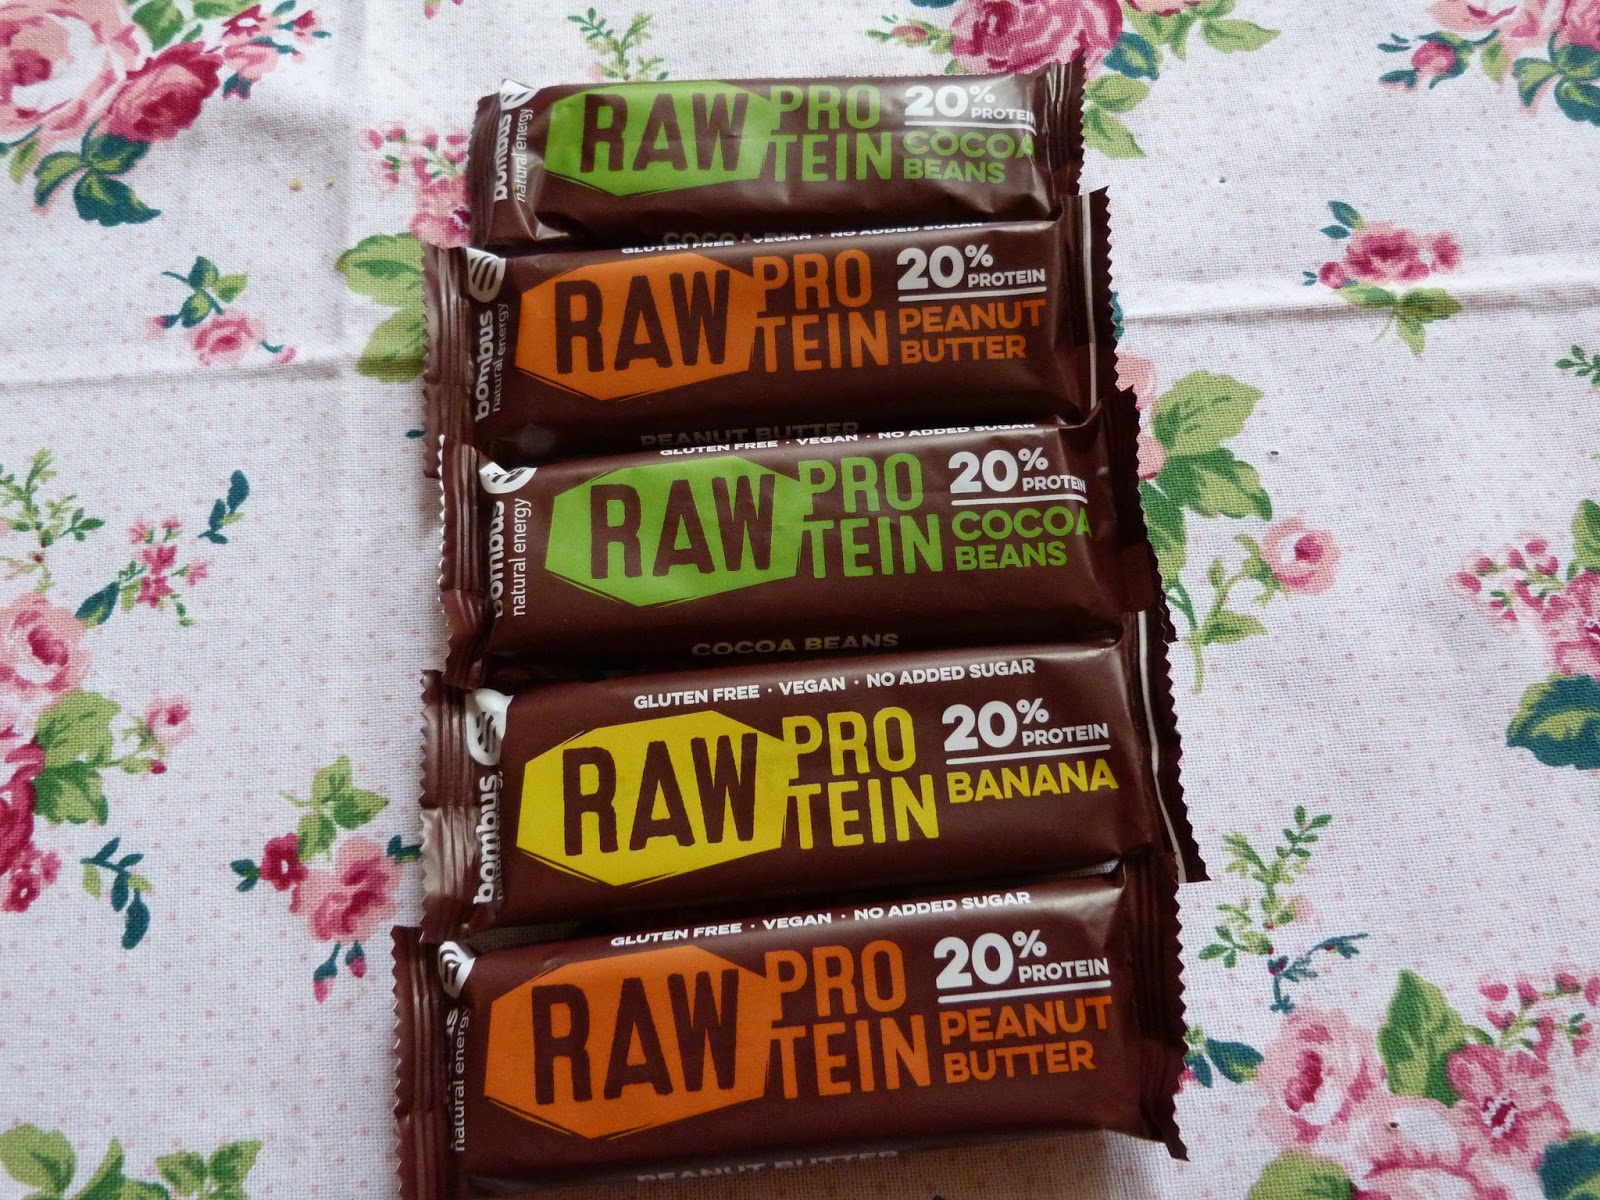 bombus
natural energy
RAW
PRO
TEIN
20% PROTEIN
COCOA
BEANS
GLUTEN FREE · VEGAN · NO ADDED SUGAR
bombus
natural energy
RAW
PRO
TEIN
20% PROTEIN
PEANUT
BUTTER
PEANUT BUTTER
GLUTEN FREE · VEGAN · NO ADDED SUGAR
bombus
natural energy
RAW
PRO
TEIN
20% PROTEIN
COCOA
BEANS
COCOA BEANS
GLUTEN FREE · VEGAN · NO ADDED SUGAR
bombus
RAW
PRO
TEIN
20% PROTEIN
BANANA
GLUTEN FREE · VEGAN · NO ADDED SUGAR
natural energy
RAW
PRO
TEIN
20% PROTEIN
PEANUT
BUTTER
PEANUT BUTTER